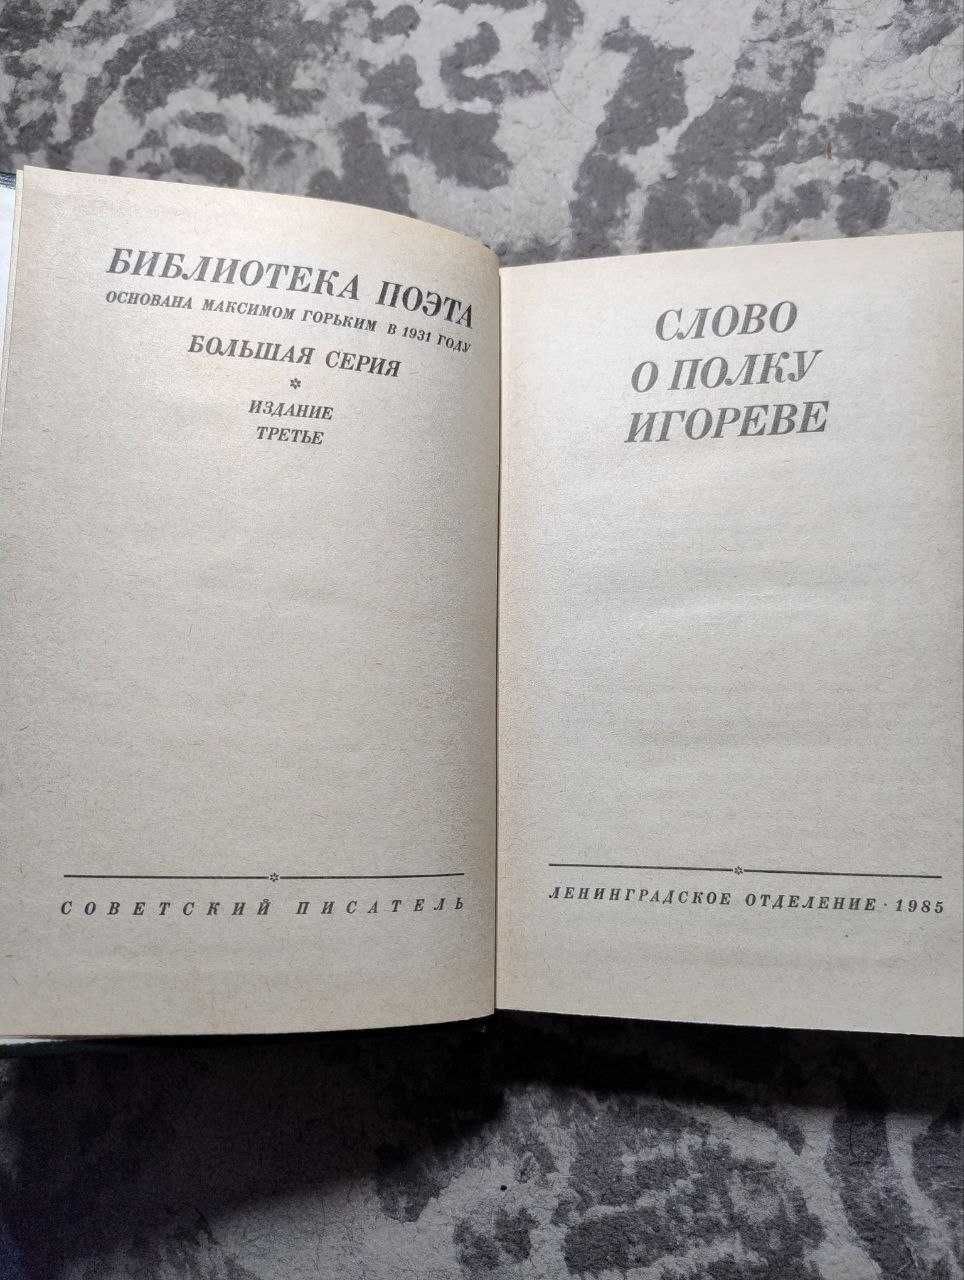 БИБЛИОТЕКА ПОЭТА
ОСНОВАНА МАКСИМОМ ГОРЬКИМ В 1931 ГОДУ
БОЛЬШАЯ СЕРИЯ
*
ИЗДАНИЕ
ТРЕТЬЕ
СОВЕТСКИЙ ПИСАТЕЛЬ
СЛОВО
О ПОЛКУ
ИГОРЕВЕ
ЛЕНИНГРАДСКОЕ ОТДЕЛЕНИЕ · 1985